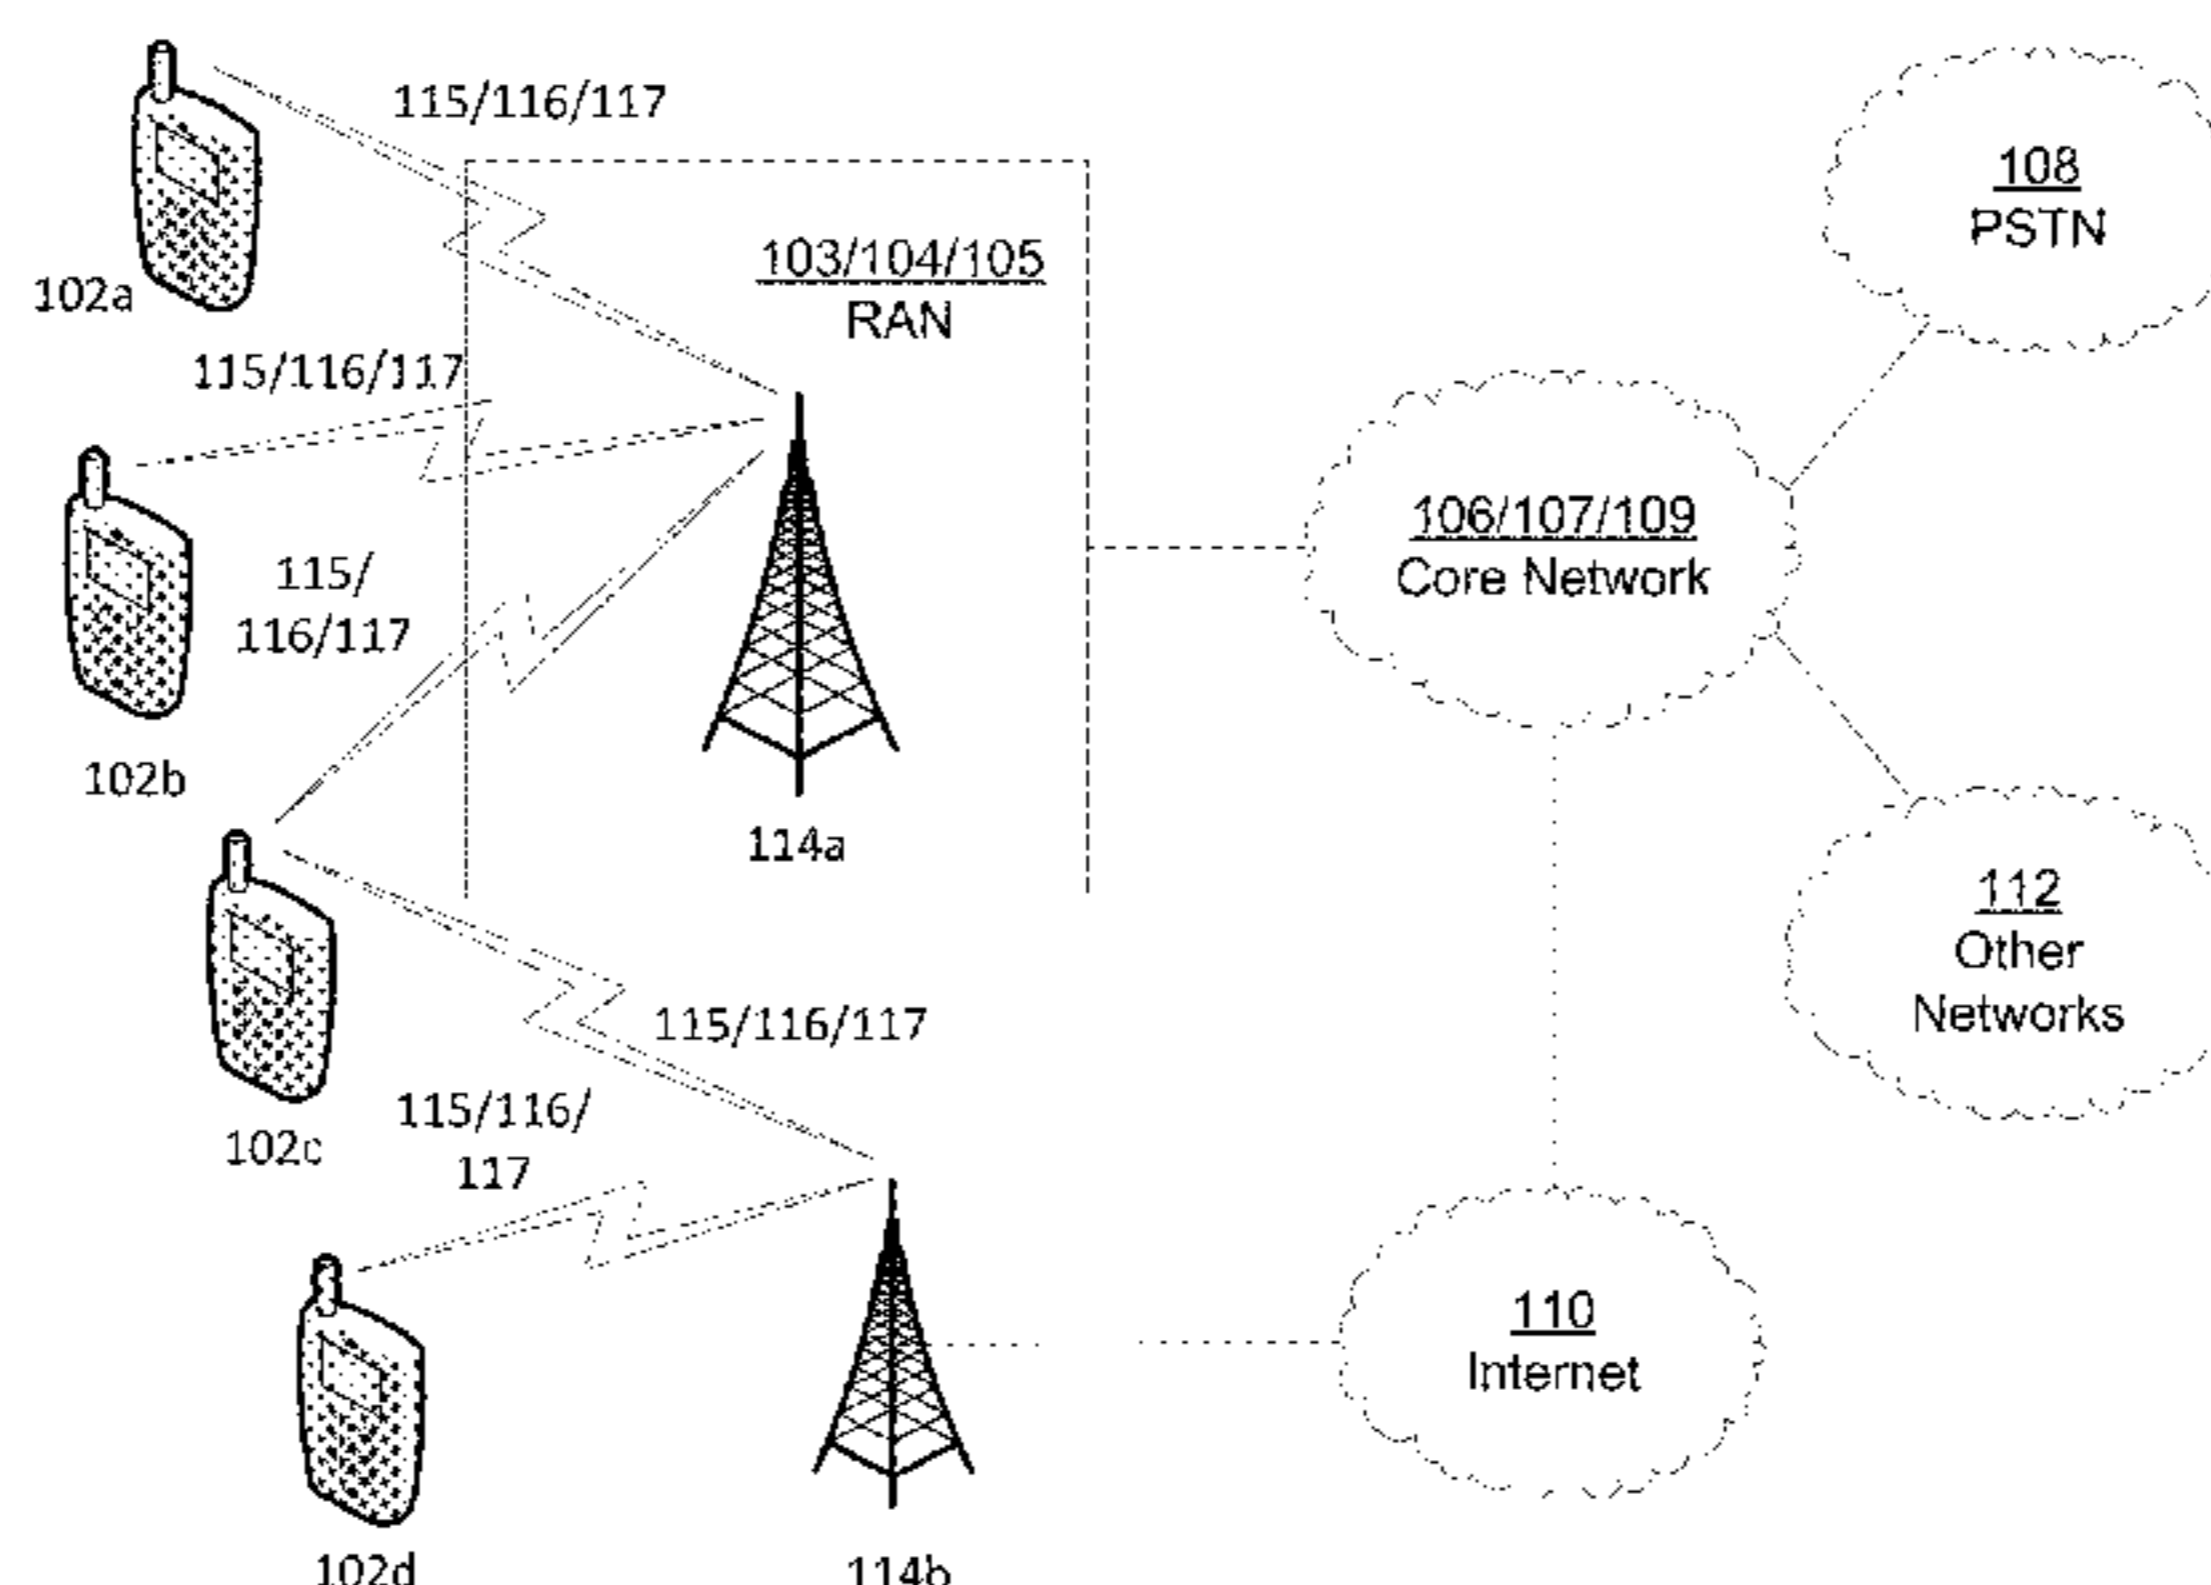 115/116/117
108
PSTN
103/104/105
RAN
102a
115/116/117
106/107/109
Core Network
115/
116/117
102b
114a
112
Other
Networks
115/116/117
102c
115/116/
117
110
Internet
102d
114b